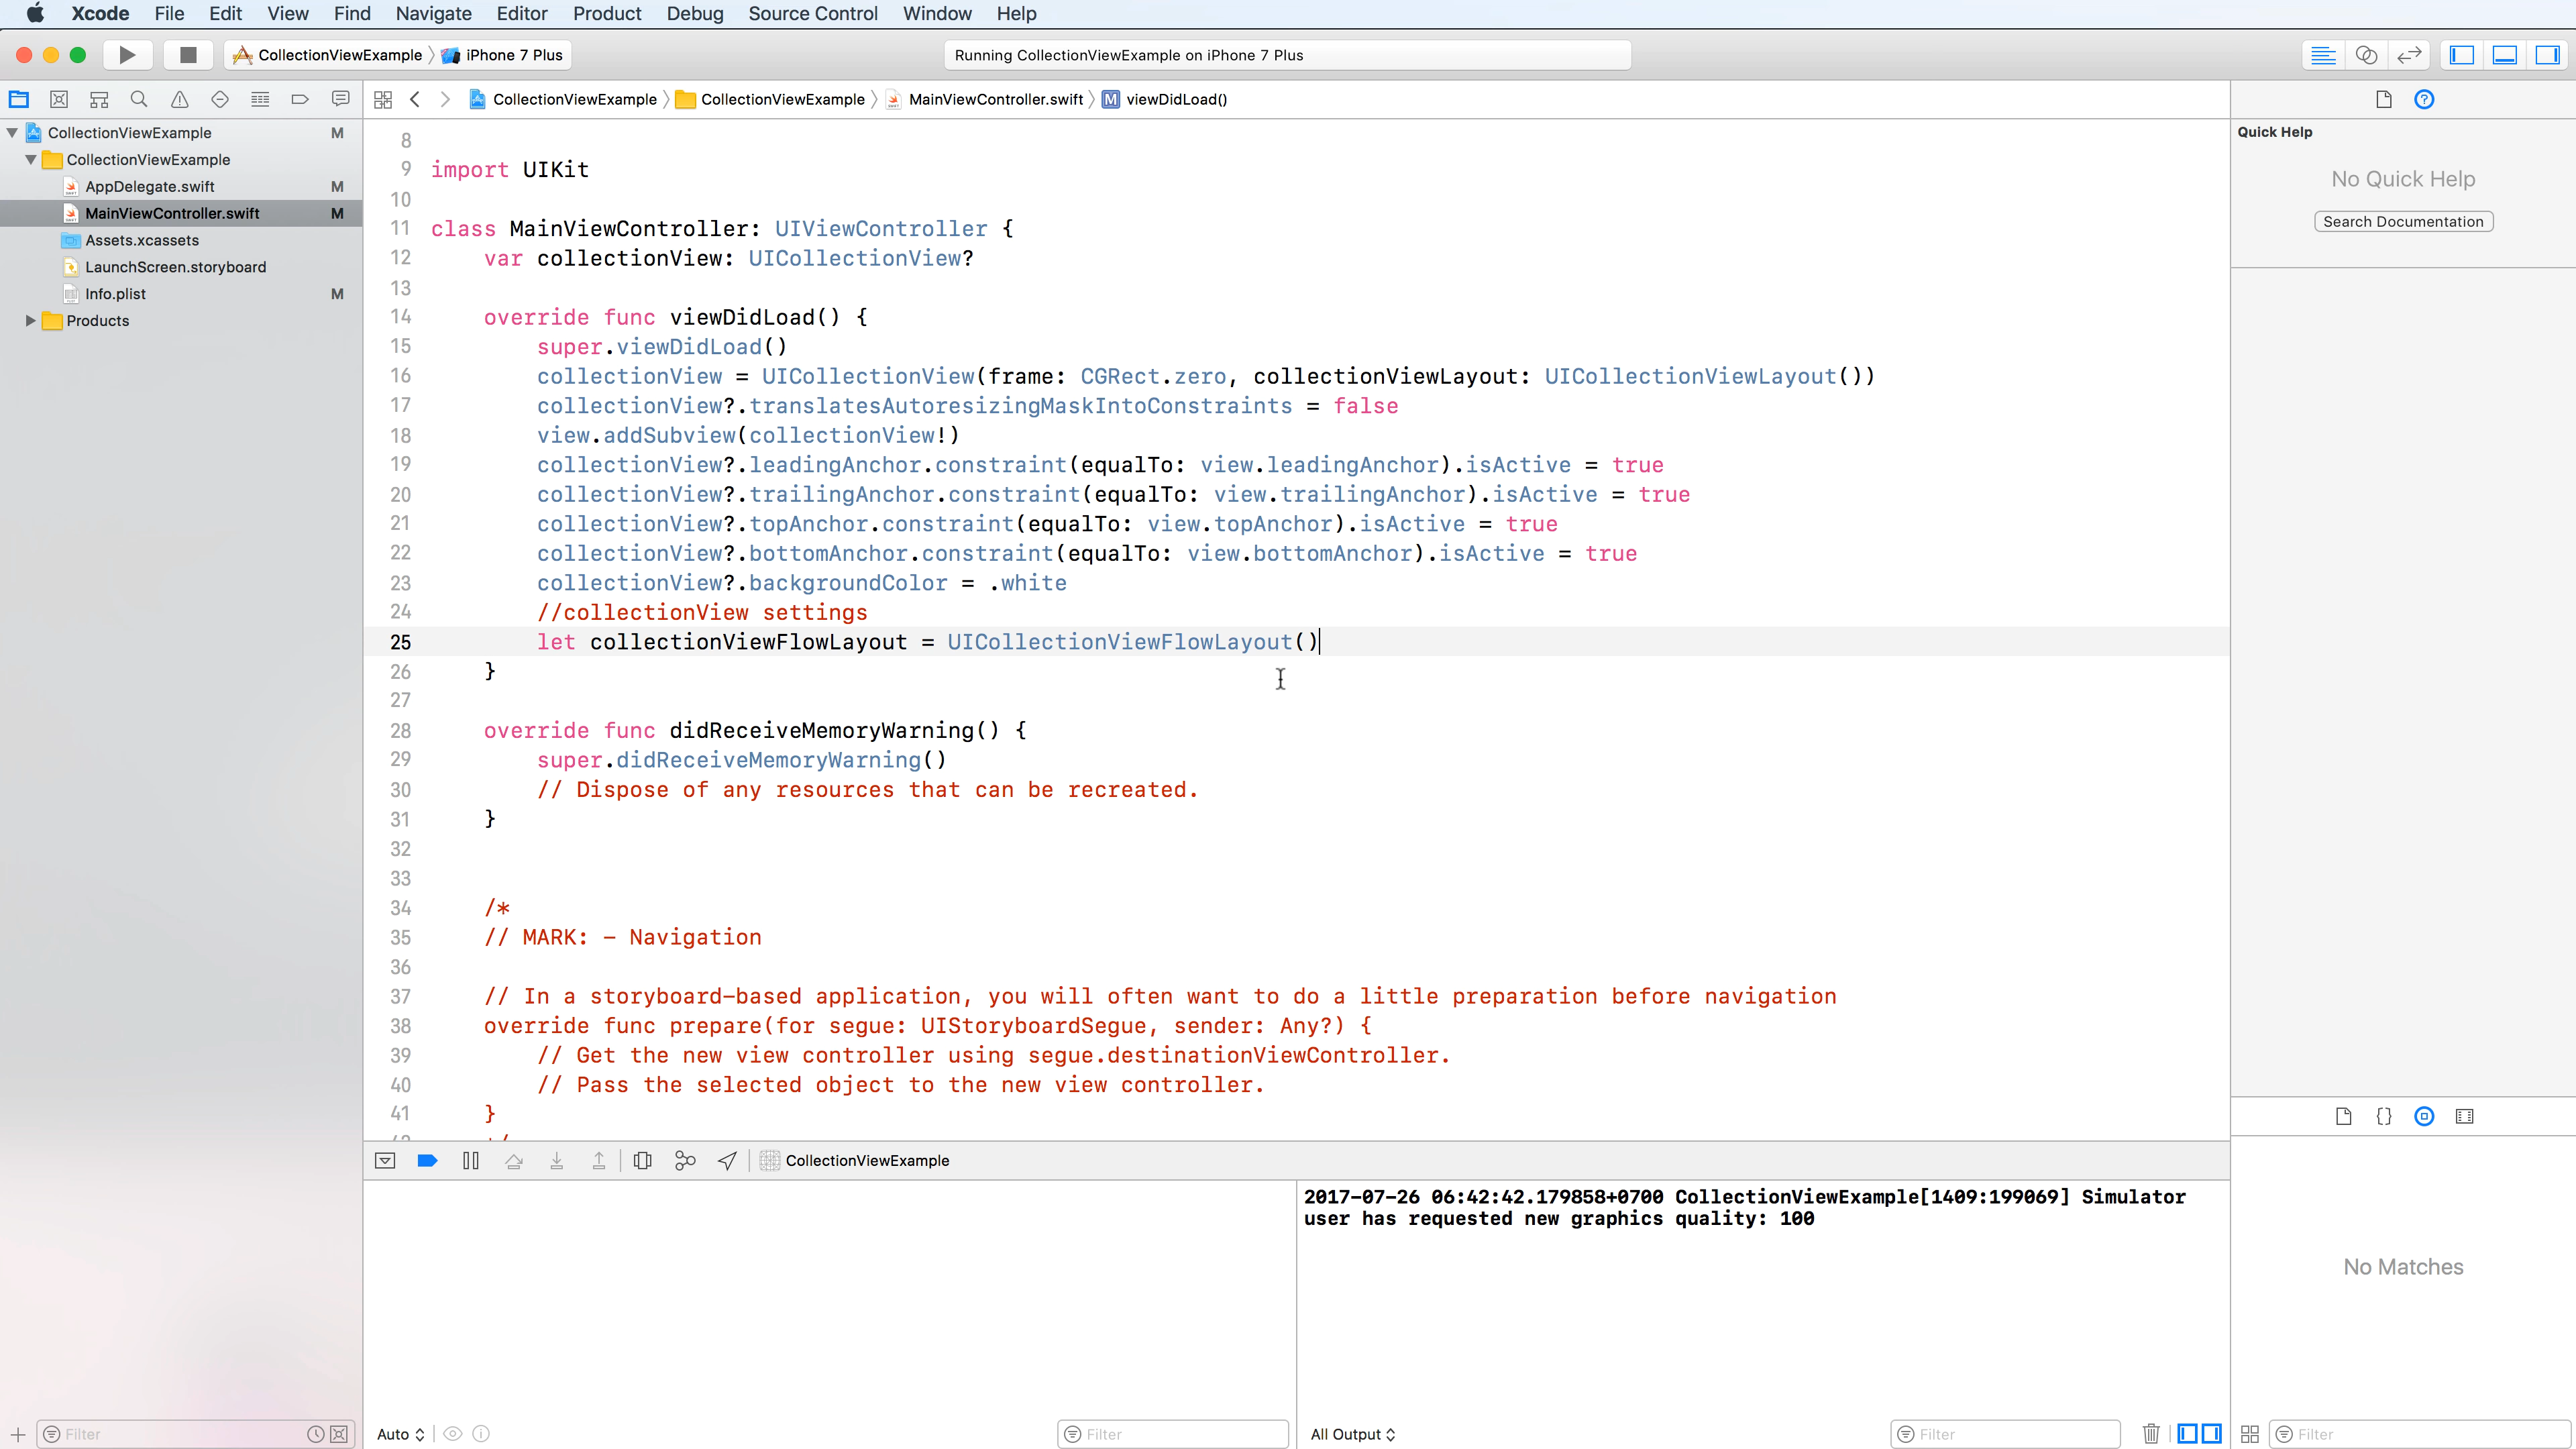 Xcode File Edit View Find Navigate Editor Product Debug Source Control Window Help
CollectionViewExample iPhone 7 Plus
Running CollectionViewExample on iPhone 7 Plus
CollectionViewExample CollectionViewExample MainViewController.swift M viewDidLoad()
CollectionViewExample M
CollectionViewExample
AppDelegate.swift M
MainViewController.swift M
Assets.xcassets
LaunchScreen.storyboard
Info.plist M
Products
8
9 import UIKit
10
11 class MainViewController: UIViewController {
12 var collectionView: UICollectionView?
13
14 override func viewDidLoad() {
15 super.viewDidLoad()
16 collectionView = UICollectionView(frame: CGRect.zero, collectionViewLayout: UICollectionViewLayout())
17 collectionView?.translatesAutoresizingMaskIntoConstraints = false
18 view.addSubview(collectionView!)
19 collectionView?.leadingAnchor.constraint(equalTo: view.leadingAnchor).isActive = true
20 collectionView?.trailingAnchor.constraint(equalTo: view.trailingAnchor).isActive = true
21 collectionView?.topAnchor.constraint(equalTo: view.topAnchor).isActive = true
22 collectionView?.bottomAnchor.constraint(equalTo: view.bottomAnchor).isActive = true
23 collectionView?.backgroundColor = .white
24 //collectionView settings
25 let collectionViewFlowLayout = UICollectionViewFlowLayout()
26 }
27
28 override func didReceiveMemoryWarning() {
29 super.didReceiveMemoryWarning()
30 // Dispose of any resources that can be recreated.
31 }
32
33
34 /*
35 // MARK: - Navigation
36
37 // In a storyboard-based application, you will often want to do a little preparation before navigation
38 override func prepare(for segue: UIStoryboardSegue, sender: Any?) {
39 // Get the new view controller using segue.destinationViewController.
40 // Pass the selected object to the new view controller.
41 }
Quick Help
No Quick Help
Search Documentation
CollectionViewExample
2017-07-26 06:42:42.179858+0700 CollectionViewExample[1409:199069] Simulator
user has requested new graphics quality: 100
No Matches
Filter
Auto
Filter
All Output
Filter
Filter